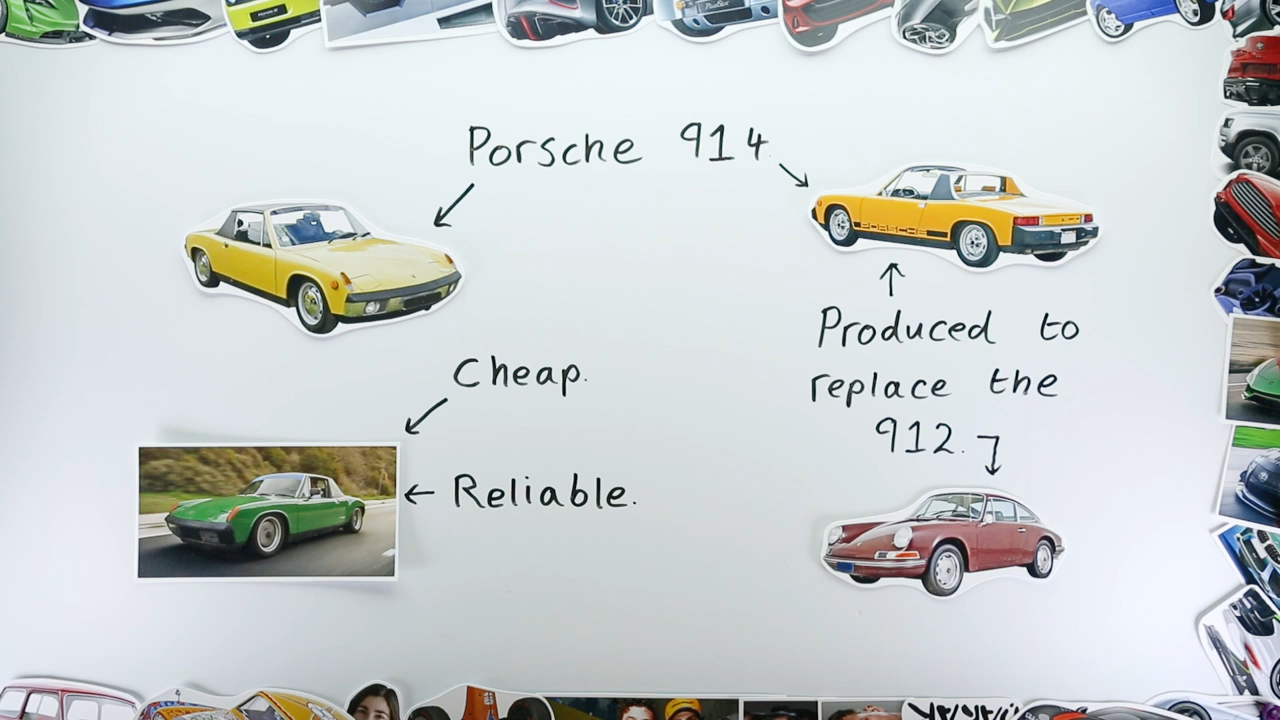 Porsche 914
Produced to
replace the
912.
Cheap.
Reliable.
PORSCHE